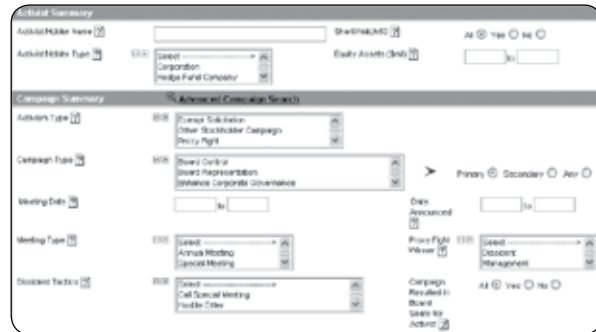 Activist Summary
Activist Holder Name [?] SharkWatch50 [?] All Yes No
Activist Holder Type [?] Select Equity Assets ($mil) [?] to
Corporation
Hedge Fund Company
Campaign Summary Advanced Campaign Search
Activism Type [?] Exempt Solicitation
Other Stockholder Campaign
Proxy Fight
Campaign Type [?] Board Control
Board Representation > Primary Secondary Any
Enhance Corporate Governance
Meeting Date [?] to Date Announced [?] to
Meeting Type [?] Select Proxy Fight Winner [?] Select
Annual Meeting Dissident
Special Meeting Management
Dissident Tactics [?] Select Campaign Resulted in Board Seats for Activist [?] All Yes No
Call Special Meeting
Hostile Offer